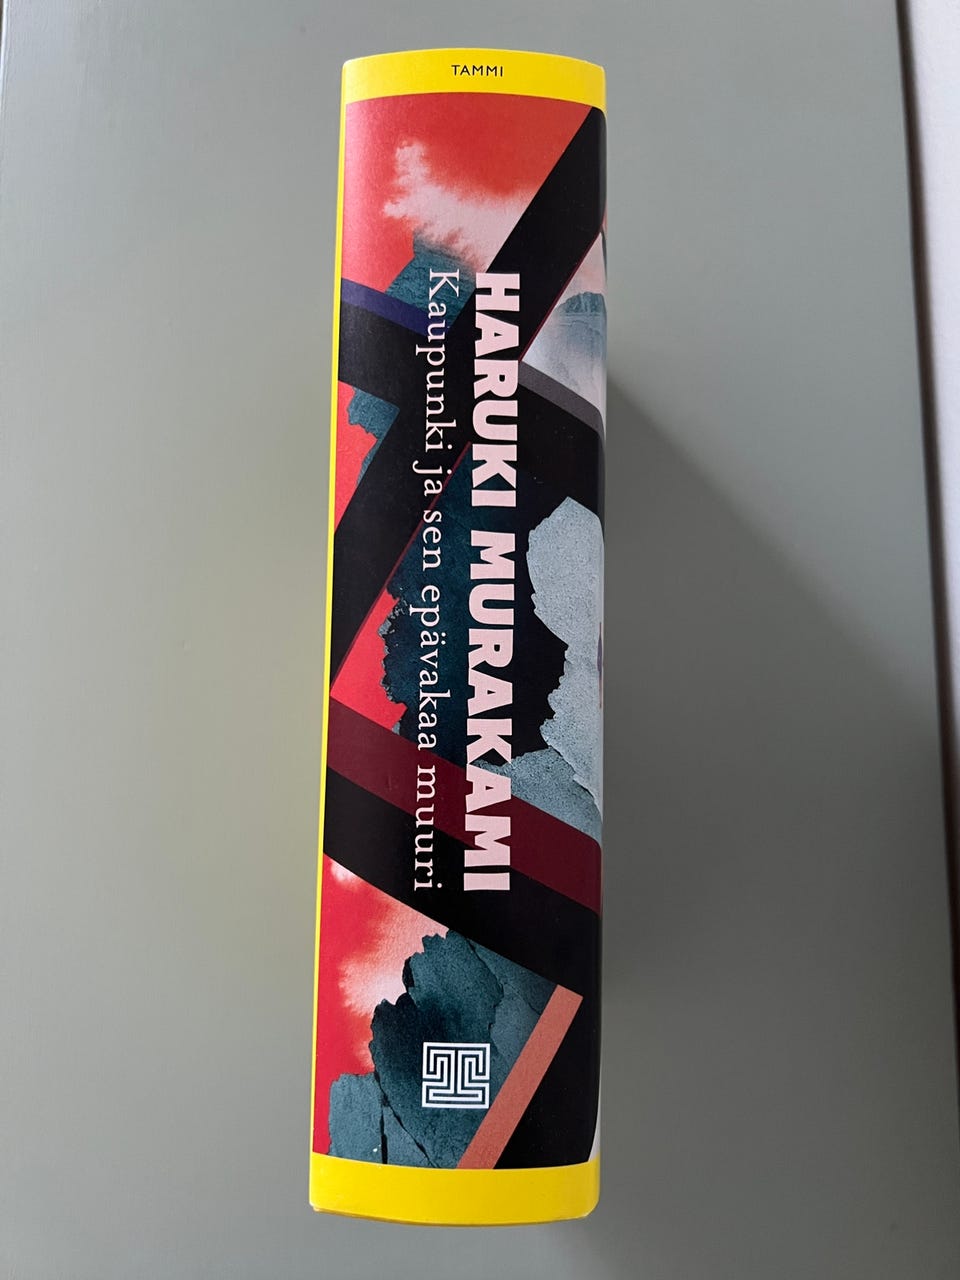 TAMMI
HARUKI MURAKAMI
Kaupunki ja sen epävakaa muuri